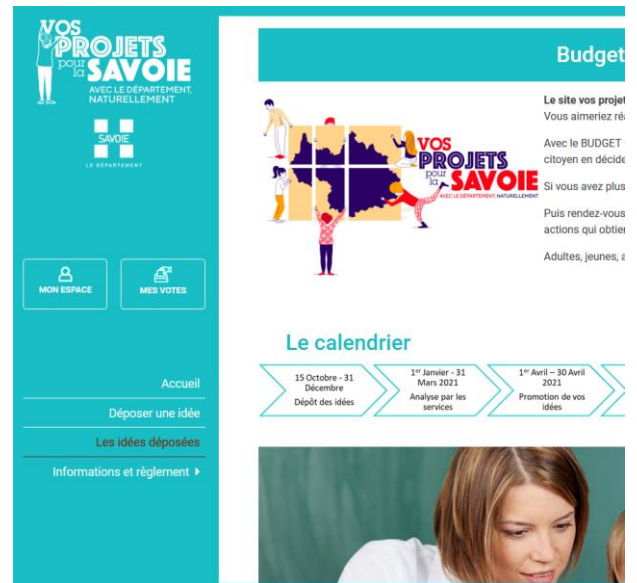 VOS
PROJETS
pour la SAVOIE
AVEC LE DÉPARTEMENT,
NATURELLEMENT
SAVOIE
LE DÉPARTEMENT
MON ESPACE
MES VOTES
Accueil
Déposer une idée
Les idées déposées
Informations et règlement
Budget
VOS
PROJETS
pour la SAVOIE
AVEC LE DÉPARTEMENT, NATURELLEMENT
Le site vos projet
Vous aimeriez ré
Avec le BUDGET
citoyen en décide
Si vous avez plus
Puis rendez-vous
actions qui obtier
Adultes, jeunes, a
Le calendrier
15 Octobre - 31
Décembre
Dépôt des idées
1er Janvier - 31
Mars 2021
Analyse par les
services
1er Avril – 30 Avril
2021
Promotion de vos
idées